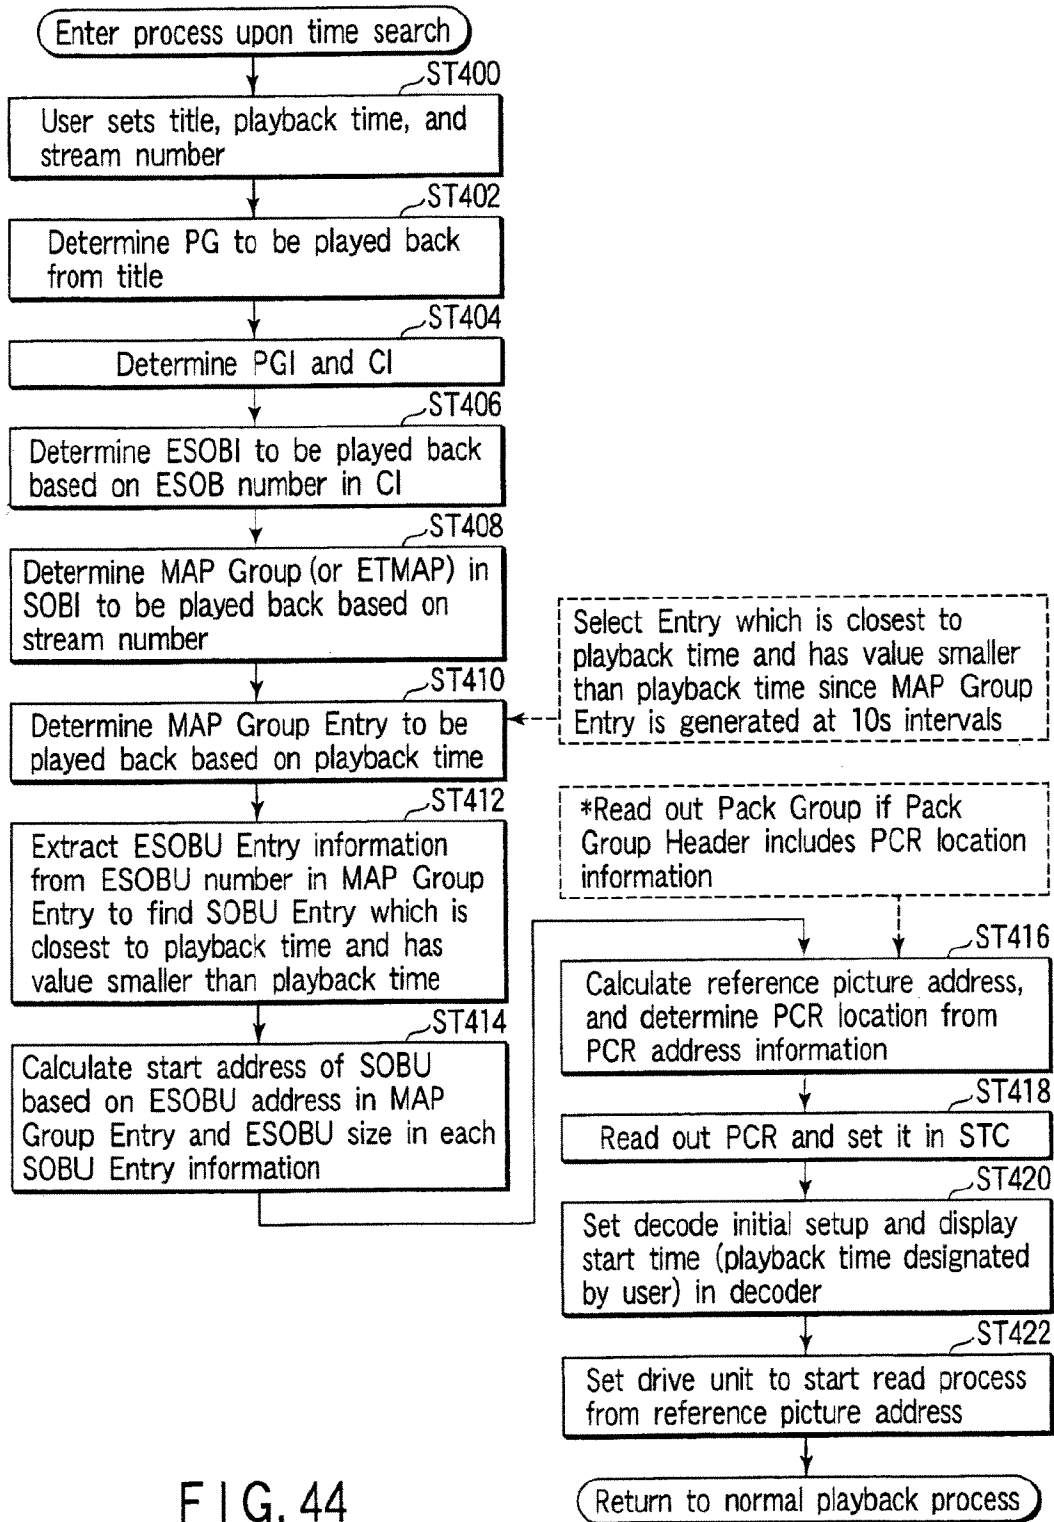 Enter process upon time search
ST400
User sets title, playback time, and
stream number
ST402
Determine PG to be played back
from title
ST404
Determine PGI and CI
ST406
Determine ESOBI to be played back
based on ESOB number in CI
ST408
Determine MAP Group (or ETMAP) in
SOBI to be played back based on
stream number
ST410
Determine MAP Group Entry to be
played back based on playback time
Select Entry which is closest to
playback time and has value smaller
than playback time since MAP Group
Entry is generated at 10s intervals
ST412
Extract ESOBU Entry information
from ESOBU number in MAP Group
Entry to find SOBU Entry which is
closest to playback time and has
value smaller than playback time
ST414
Calculate start address of SOBU
based on ESOBU address in MAP
Group Entry and ESOBU size in each
SOBU Entry information
*Read out Pack Group if Pack
Group Header includes PCR location
information
ST416
Calculate reference picture address,
and determine PCR location from
PCR address information
ST418
Read out PCR and set it in STC
ST420
Set decode initial setup and display
start time (playback time designated
by user) in decoder
ST422
Set drive unit to start read process
from reference picture address
Return to normal playback process
FIG. 44